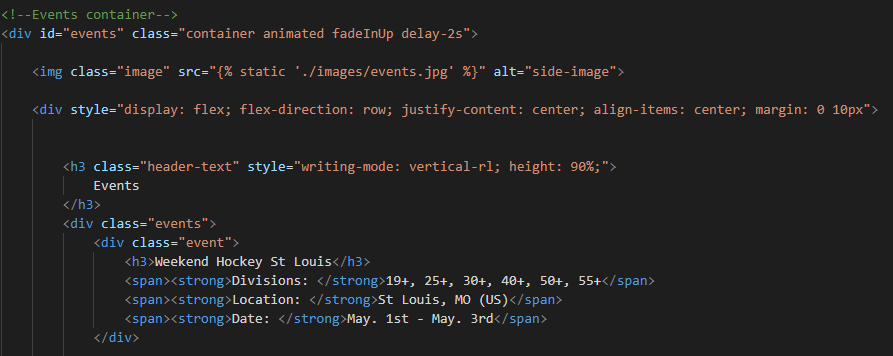 <!--Events container-->
<div id="events" class="container animated fadeInUp delay-2s">
<img class="image" src="{% static './images/events.jpg' %}" alt="side-image">
<div style="display: flex; flex-direction: row; justify-content: center; align-items: center; margin: 0 10px">
<h3 class="header-text" style="writing-mode: vertical-rl; height: 90%;">
Events
</h3>
<div class="events">
<div class="event">
<h3>Weekend Hockey St Louis</h3>
<span><strong>Divisions: </strong>19+, 25+, 30+, 40+, 50+, 55+</span>
<span><strong>Location: </strong>St Louis, MO (US)</span>
<span><strong>Date: </strong>May. 1st - May. 3rd</span>
</div>